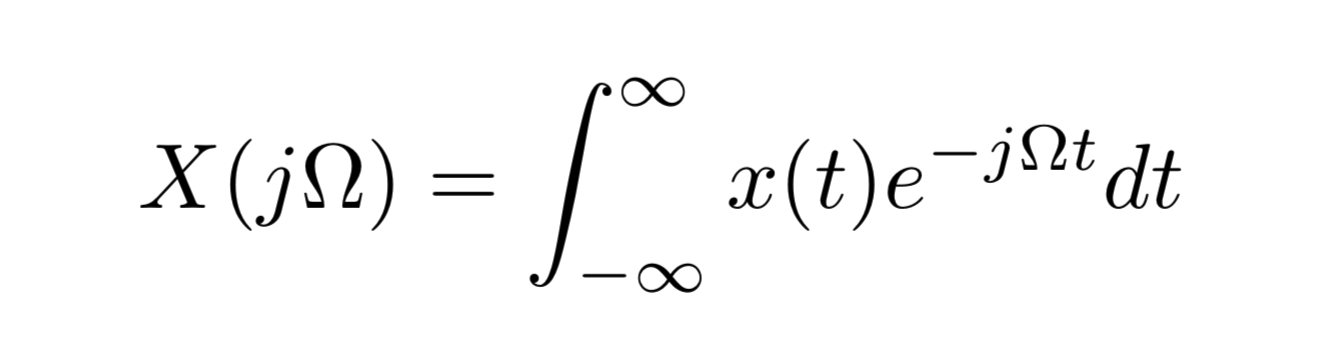 X(jΩ) = ∫_{-∞}^{∞} x(t)e^{-jΩt}dt